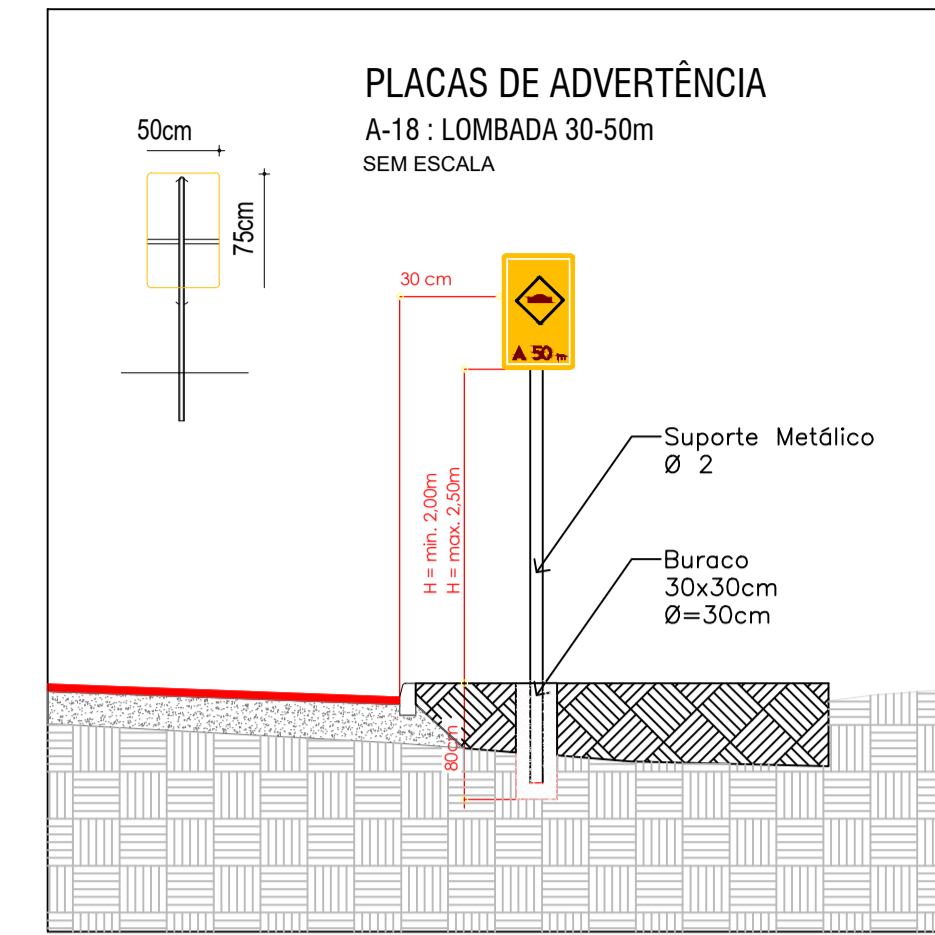 PLACAS DE ADVERTÊNCIA
A-18 : LOMBADA 30-50m
SEM ESCALA
50cm
75cm
30 cm
A 50 m
H = min. 2,00m
H = max. 2,50m
Suporte Metálico
Ø 2
Buraco
30x30cm
Ø=30cm
80cm